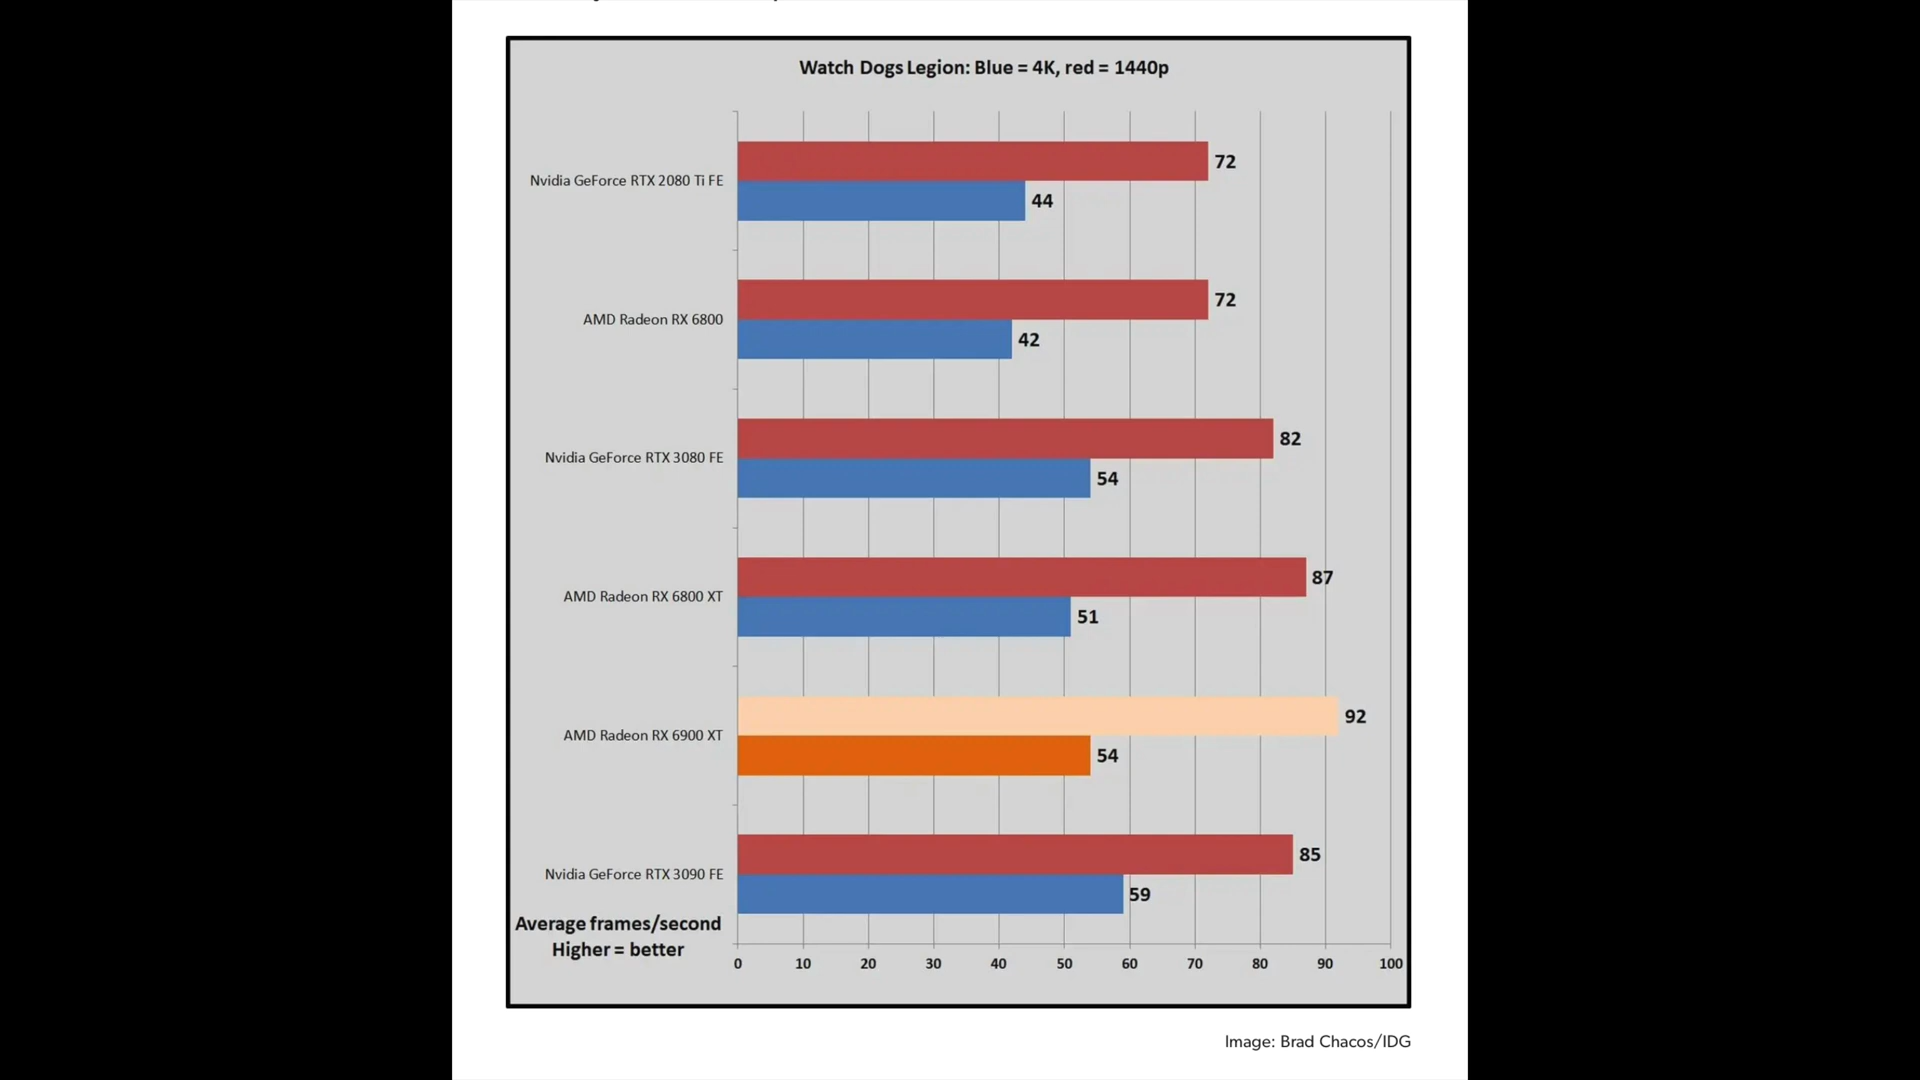 Watch Dogs Legion: Blue = 4K, red = 1440p
Nvidia GeForce RTX 2080 Ti FE
72
44
AMD Radeon RX 6800
72
42
Nvidia GeForce RTX 3080 FE
82
54
AMD Radeon RX 6800 XT
87
51
AMD Radeon RX 6900 XT
92
54
Nvidia GeForce RTX 3090 FE
85
59
Average frames/second
Higher = better
0 10 20 30 40 50 60 70 80 90 100
Image: Brad Chacos/IDG